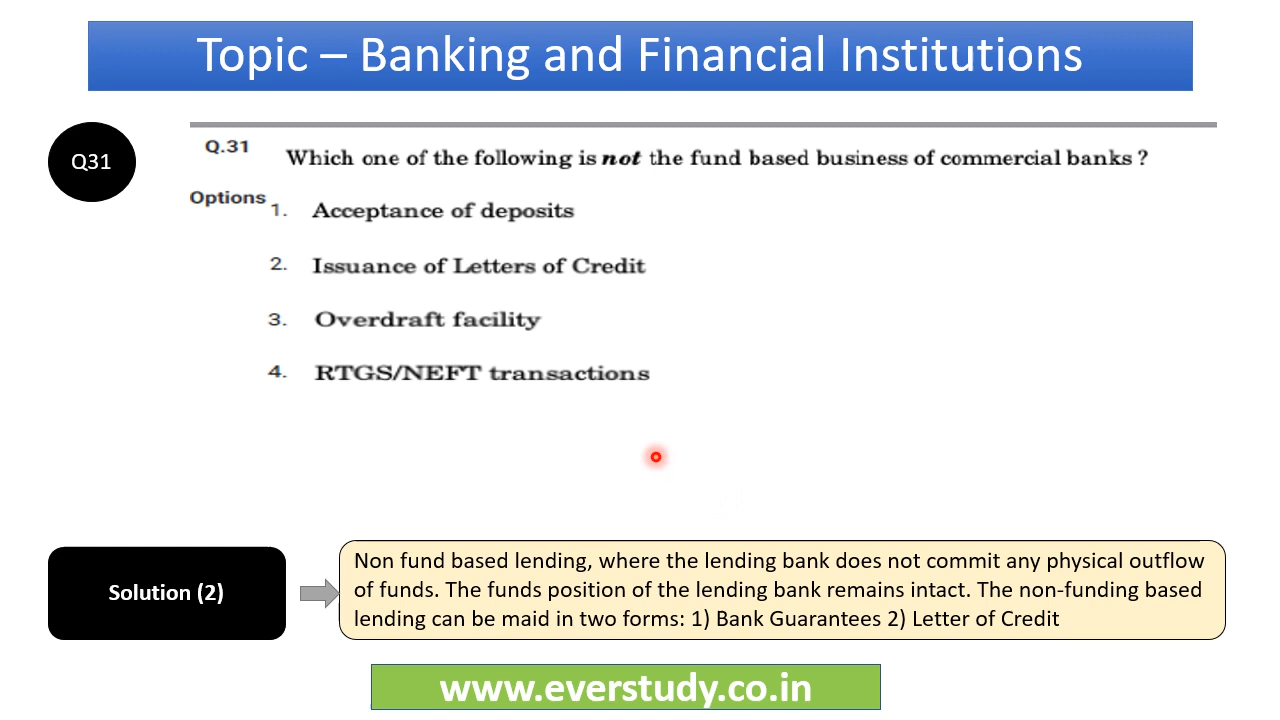 Topic – Banking and Financial Institutions
Q31
Q.31 Which one of the following is not the fund based business of commercial banks ?
Options 1. Acceptance of deposits
2. Issuance of Letters of Credit
3. Overdraft facility
4. RTGS/NEFT transactions
Solution (2)
Non fund based lending, where the lending bank does not commit any physical outflow
of funds. The funds position of the lending bank remains intact. The non-funding based
lending can be maid in two forms: 1) Bank Guarantees 2) Letter of Credit
www.everstudy.co.in